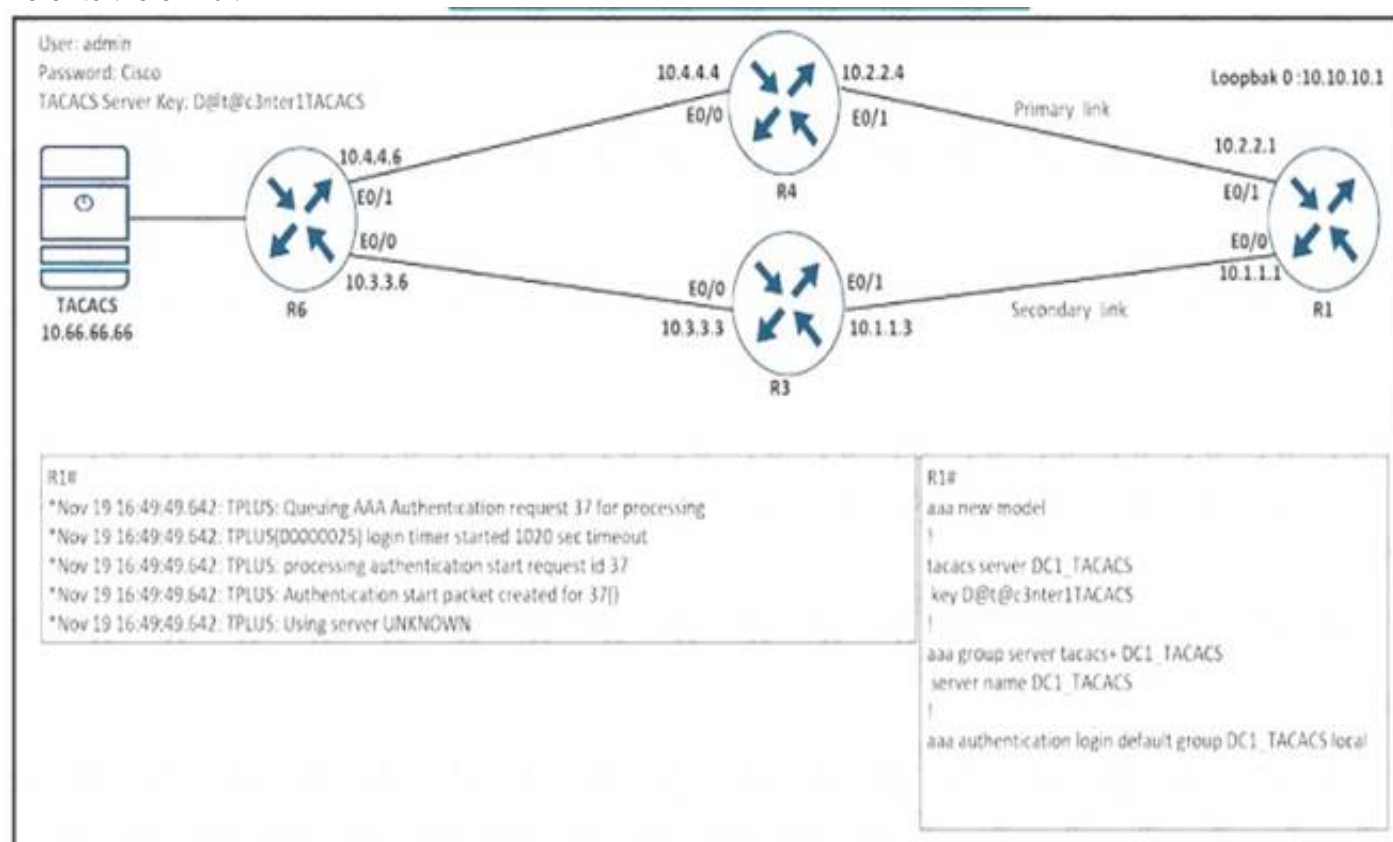 User: admin
Password: Cisco
TACACS Server Key: D@t@c3nter1TACACS
10.4.4.4
10.2.2.4
Loopbak 0 :10.10.10.1
E0/0
E0/1
Primary link
R4
10.4.4.6
E0/1
10.2.2.1
E0/1
TACACS
10.66.66.66
R6
E0/0
10.3.3.6
E0/0
10.3.3.3
E0/1
10.1.1.3
R3
Secondary link
E0/0
10.1.1.1
R1
R1#
*Nov 19 16:49:49.642: TPLUS: Queuing AAA Authentication request 37 for processing
*Nov 19 16:49:49.642: TPLUS(00000025) login timer started 1020 sec timeout
*Nov 19 16:49:49.642: TPLUS: processing authentication start request id 37
*Nov 19 16:49:49.642: TPLUS: Authentication start packet created for 37()
*Nov 19 16:49:49.642: TPLUS: Using server UNKNOWN
R1#
aaa new-model
!
tacacs server DC1_TACACS
key D@t@c3nter1TACACS
!
aaa group server tacacs+ DC1_TACACS
server name DC1_TACACS
!
aaa authentication login default group DC1_TACACS local